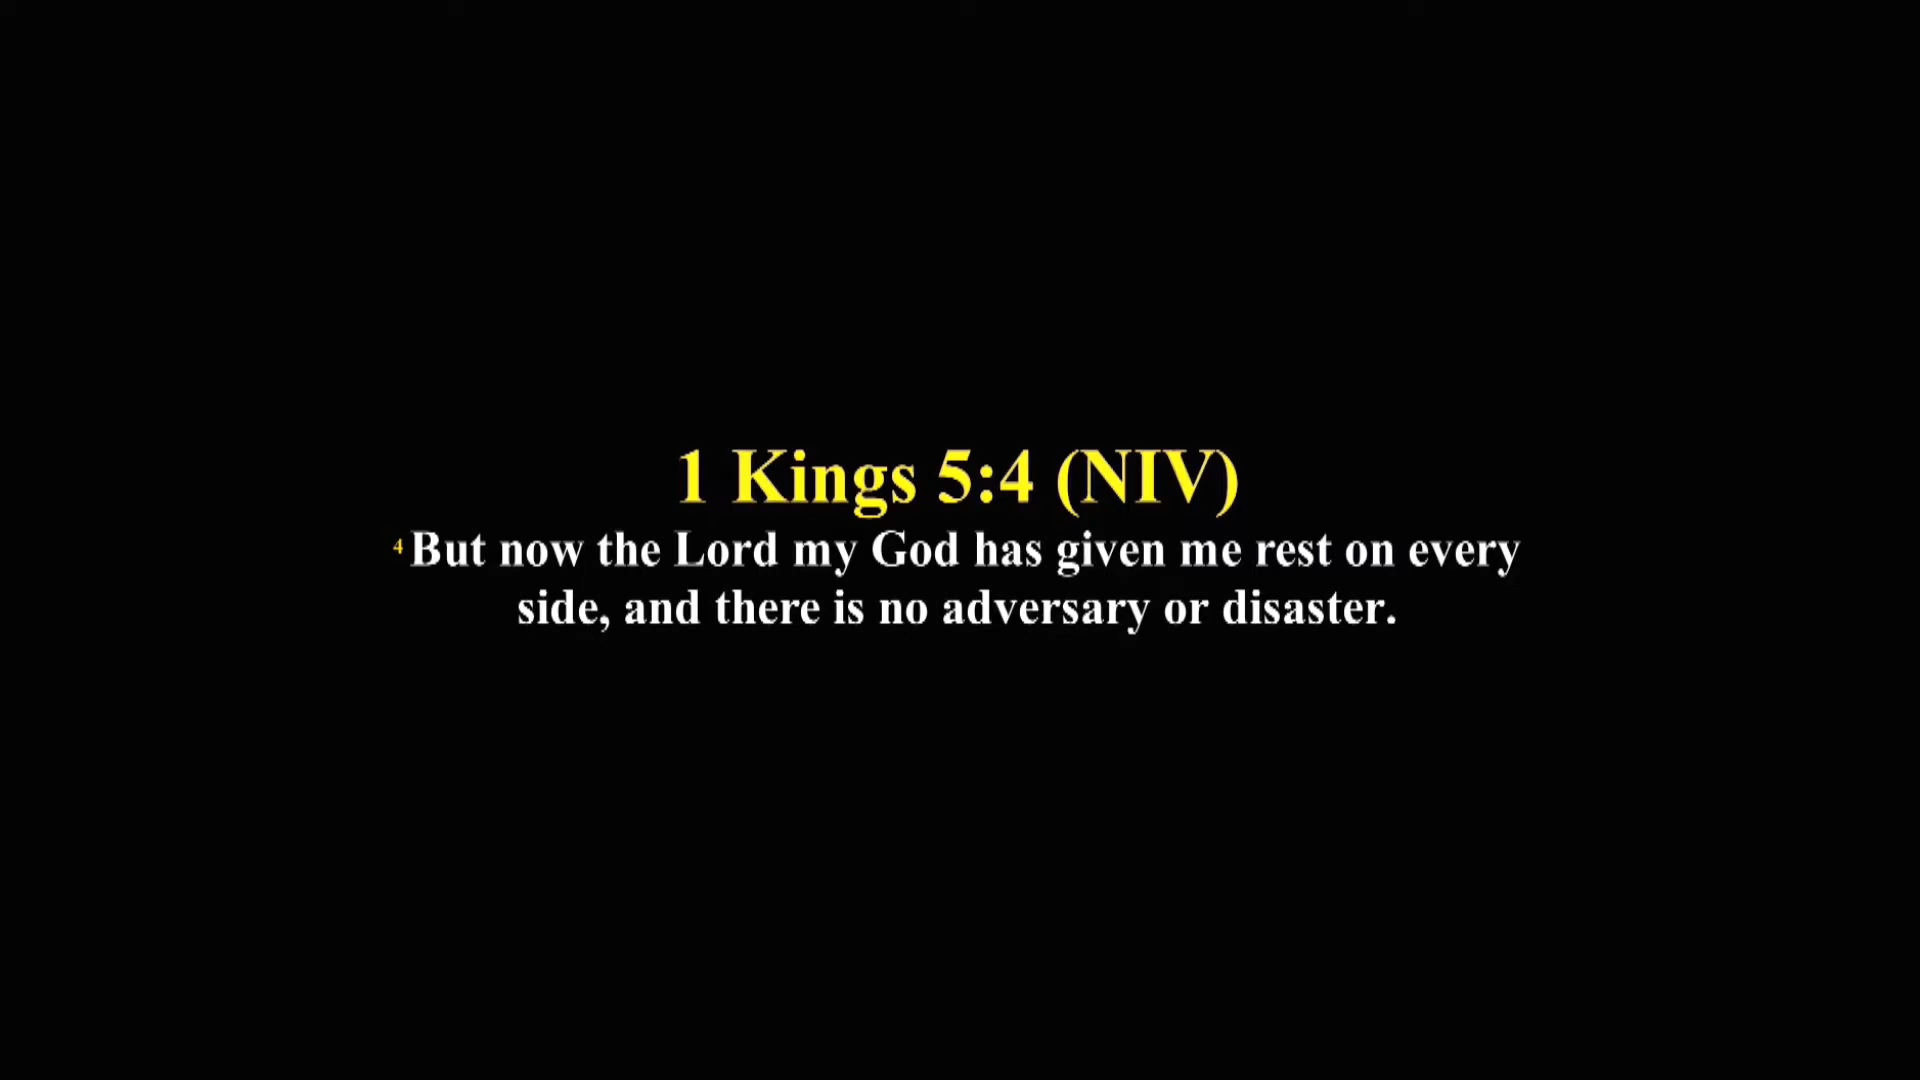 1 Kings 5:4 (NIV)
4 But now the Lord my God has given me rest on every
side, and there is no adversary or disaster.